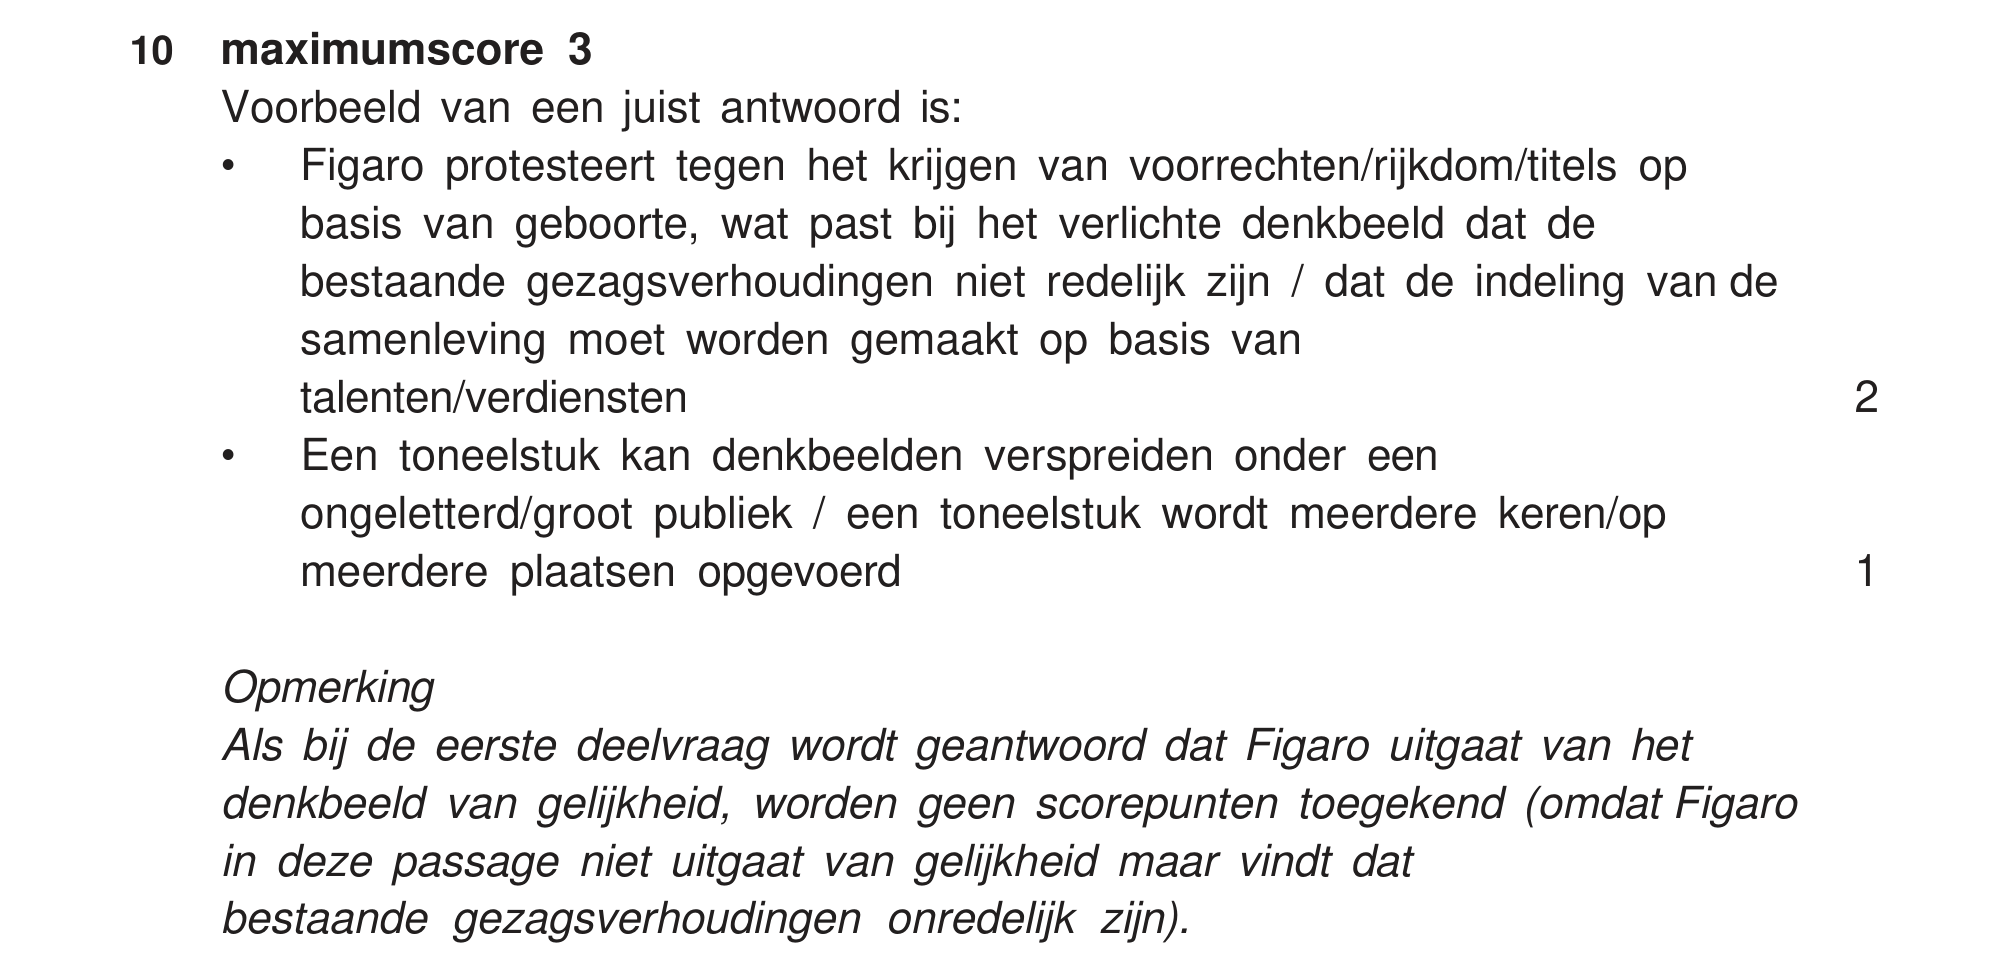 10 maximumscore 3
Voorbeeld van een juist antwoord is:
• Figaro protesteert tegen het krijgen van voorrechten/rijkdom/titels op
basis van geboorte, wat past bij het verlichte denkbeeld dat de
bestaande gezagsverhoudingen niet redelijk zijn / dat de indeling van de
samenleving moet worden gemaakt op basis van
talenten/verdiensten 2
• Een toneelstuk kan denkbeelden verspreiden onder een
ongeletterd/groot publiek / een toneelstuk wordt meerdere keren/op
meerdere plaatsen opgevoerd 1
Opmerking
Als bij de eerste deelvraag wordt geantwoord dat Figaro uitgaat van het
denkbeeld van gelijkheid, worden geen scorepunten toegekend (omdat Figaro
in deze passage niet uitgaat van gelijkheid maar vindt dat
bestaande gezagsverhoudingen onredelijk zijn).